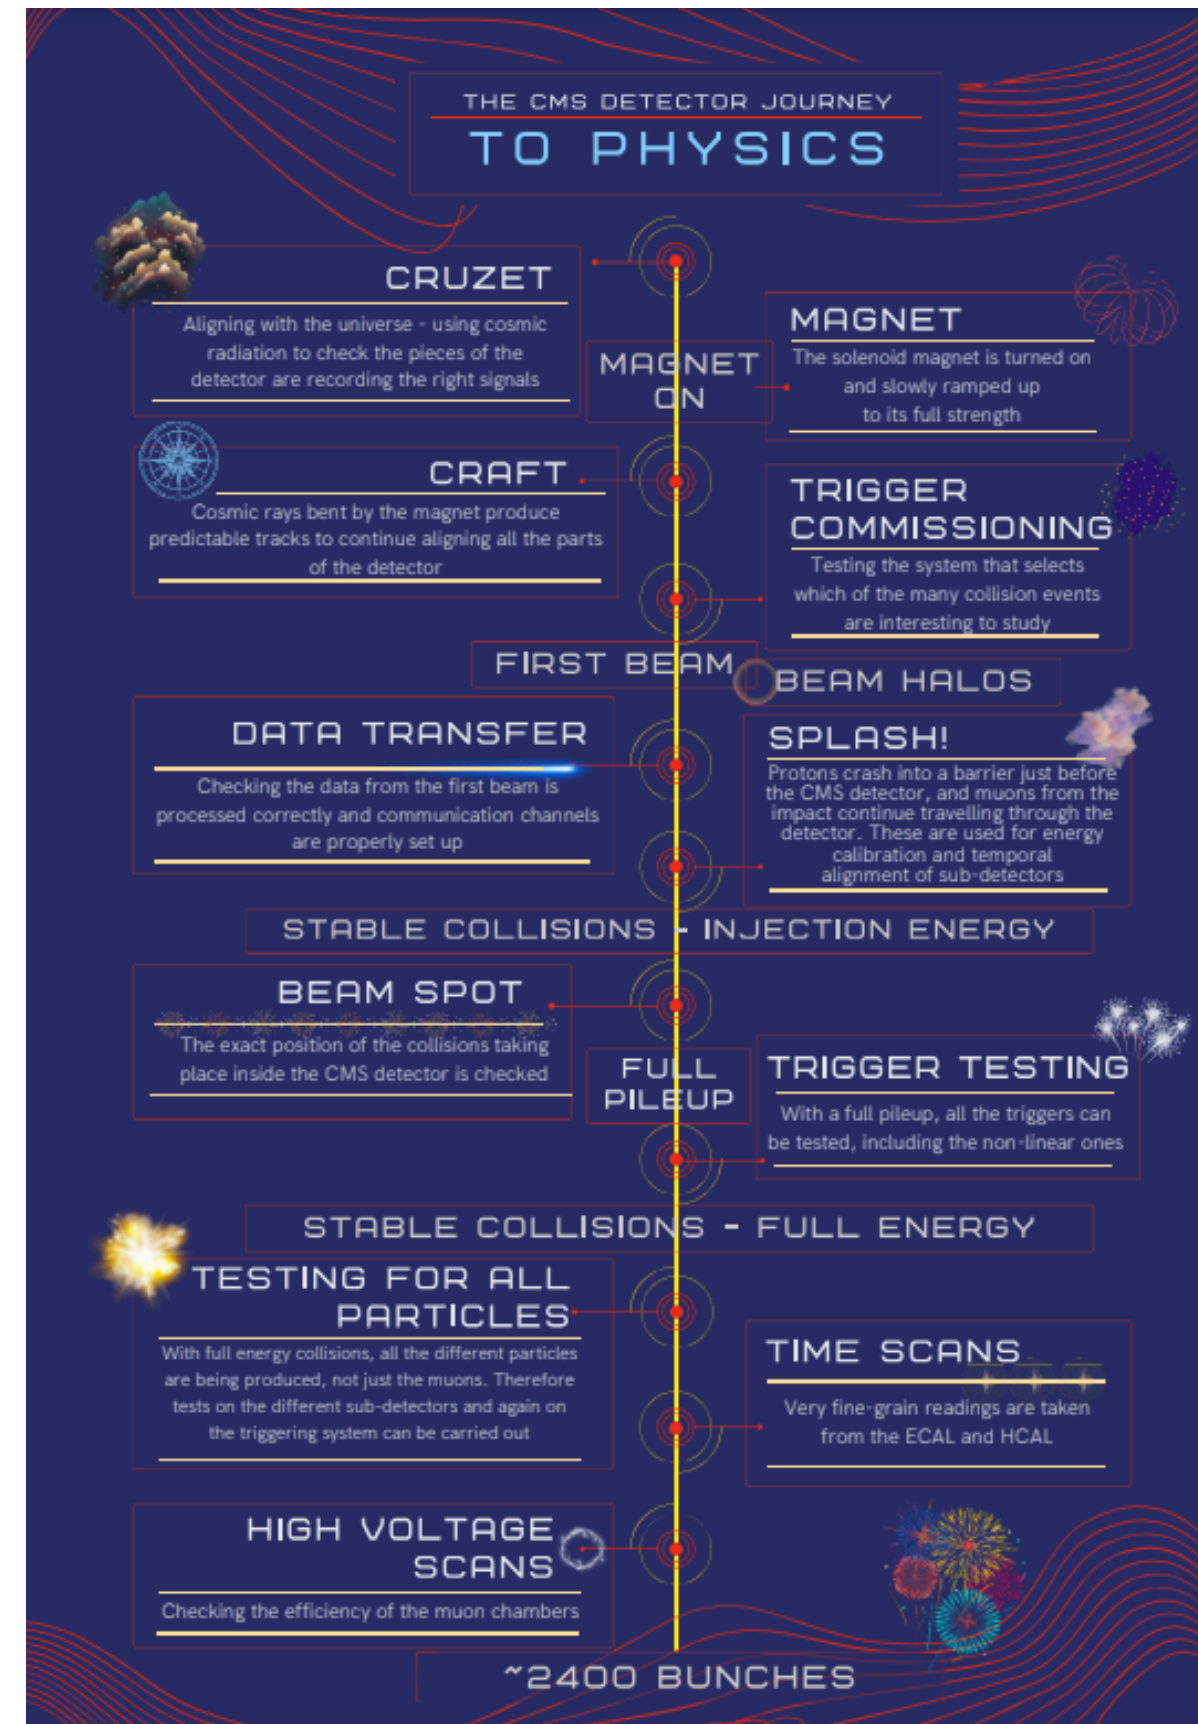 THE CMS DETECTOR JOURNEY
TO PHYSICS
CRUZET
Aligning with the universe - using cosmic
radiation to check the pieces of the
detector are recording the right signals
MAGNET
ON
MAGNET
The solenoid magnet is turned on
and slowly ramped up
to its full strength
CRAFT
Cosmic rays bent by the magnet produce
predictable tracks to continue aligning all the parts
of the detector
TRIGGER
COMMISSIONING
Testing the system that selects
which of the many collision events
are interesting to study
FIRST BEAM
BEAM HALOS
DATA TRANSFER
Checking the data from the first beam is
processed correctly and communication channels
are properly set up
SPLASH!
Protons crash into a barrier just before
the CMS detector, and muons from the
impact continue travelling through the
detector. These are used for energy
calibration and temporal
alignment of sub-detectors
STABLE COLLISIONS - INJECTION ENERGY
BEAM SPOT
The exact position of the collisions taking
place inside the CMS detector is checked
FULL
PILEUP
TRIGGER TESTING
With a full pileup, all the triggers can
be tested, including the non-linear ones
STABLE COLLISIONS - FULL ENERGY
TESTING FOR ALL
PARTICLES
With full energy collisions, all the different particles
are being produced, not just the muons. Therefore
tests on the different sub-detectors and again on
the triggering system can be carried out
TIME SCANS
Very fine-grain readings are taken
from the ECAL and HCAL
HIGH VOLTAGE
SCANS
Checking the efficiency of the muon chambers
~2400 BUNCHES